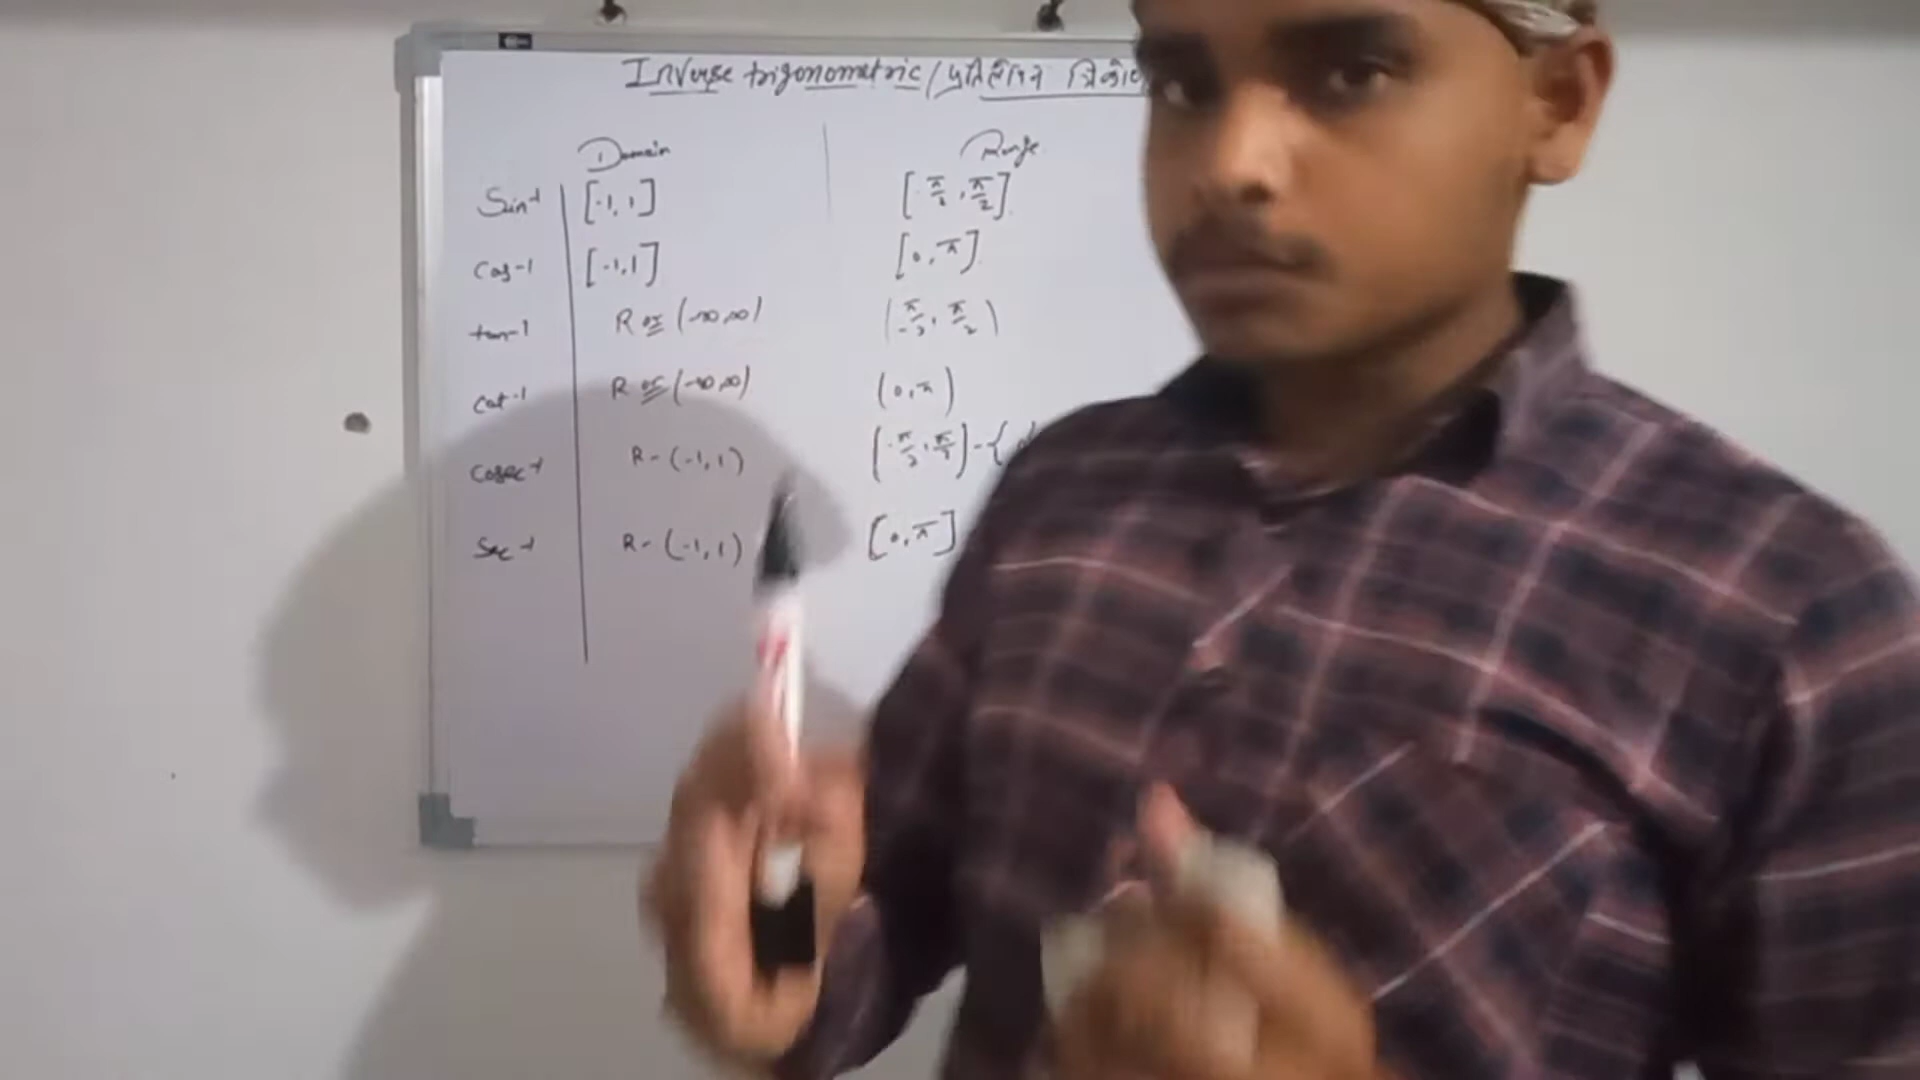 Inverse trigonometric / प्रतिलोम त्रिकोण
Domain Range
Sin⁻¹ [-1, 1] [-π/2, π/2]
Cos⁻¹ [-1, 1] [0, π]
tan⁻¹ R or (-∞, ∞) (-π/2, π/2)
Cot⁻¹ R or (-∞, ∞) (0, π)
Cosec⁻¹ R - (-1, 1) (-π/2, π/2) - {
Sec⁻¹ R - (-1, 1) [0, π]